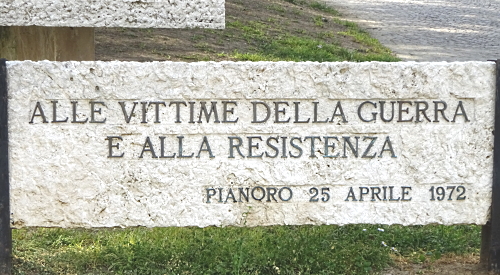 ALLE VITTIME DELLA GUERRA
E ALLA RESISTENZA
PIANORO 25 APRILE 1972